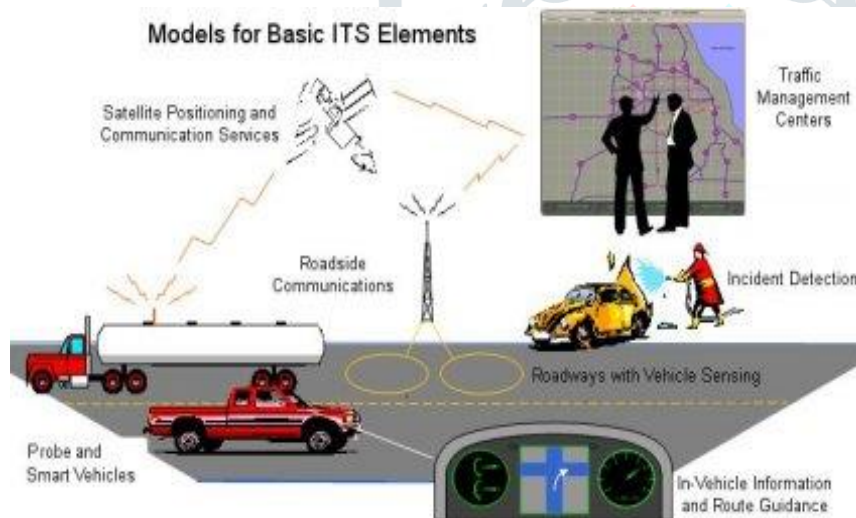 Models for Basic ITS Elements
Satellite Positioning and
Communication Services
Traffic
Management
Centers
Roadside
Communications
Incident Detection
Roadways with Vehicle Sensing
Probe and
Smart Vehicles
In-Vehicle Information
and Route Guidance